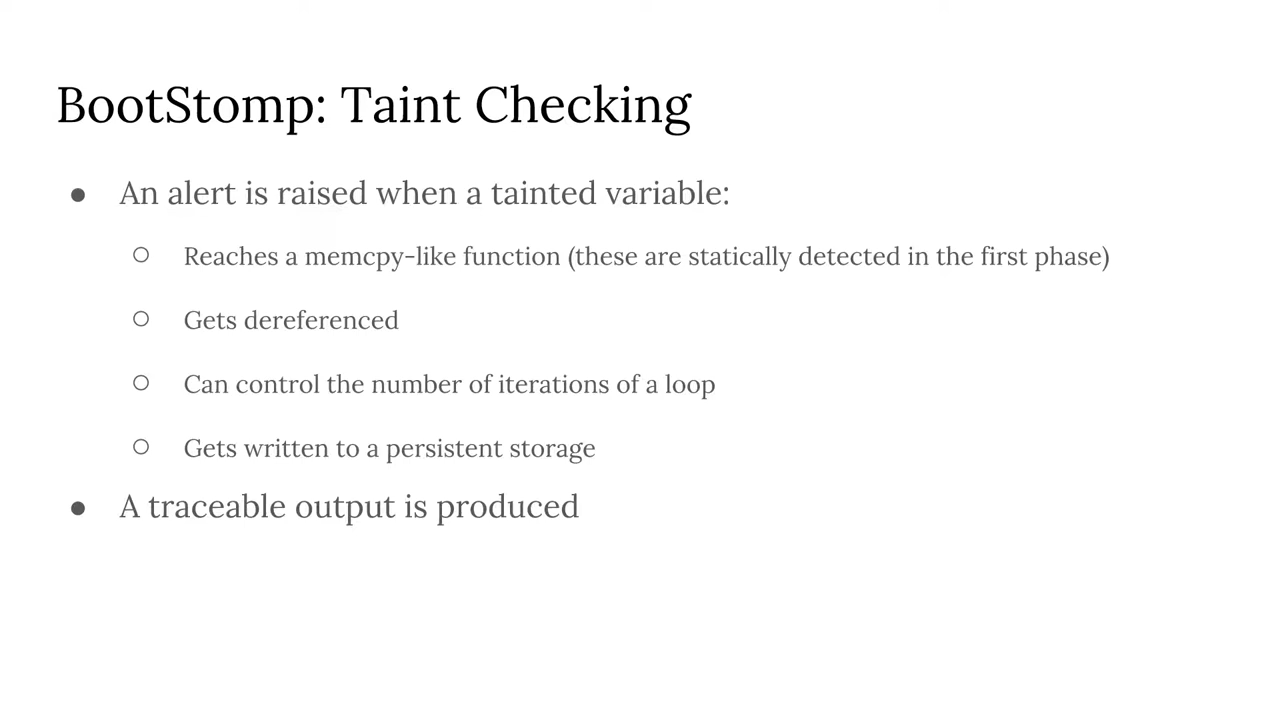 BootStomp: Taint Checking
● An alert is raised when a tainted variable:
○ Reaches a memcpy-like function (these are statically detected in the first phase)
○ Gets dereferenced
○ Can control the number of iterations of a loop
○ Gets written to a persistent storage
● A traceable output is produced